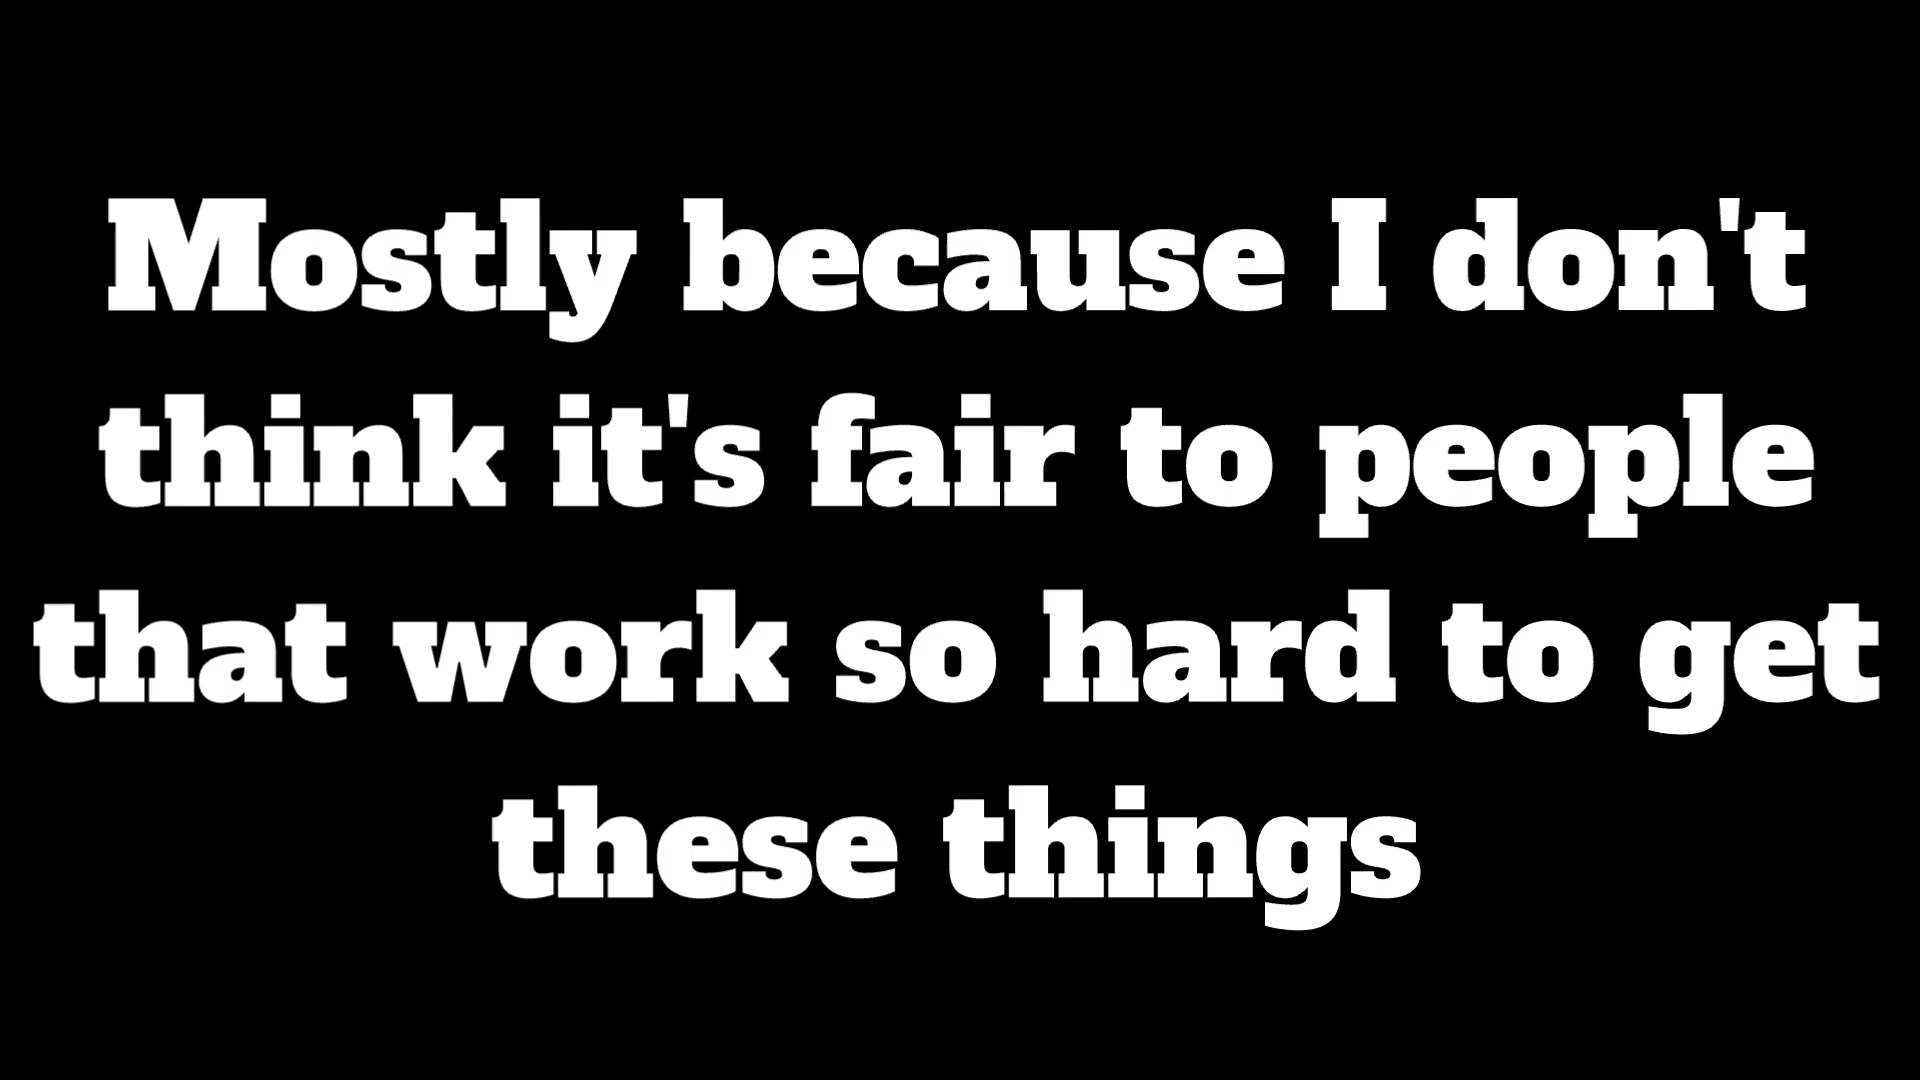 Mostly because I don't
think it's fair to people
that work so hard to get
these things